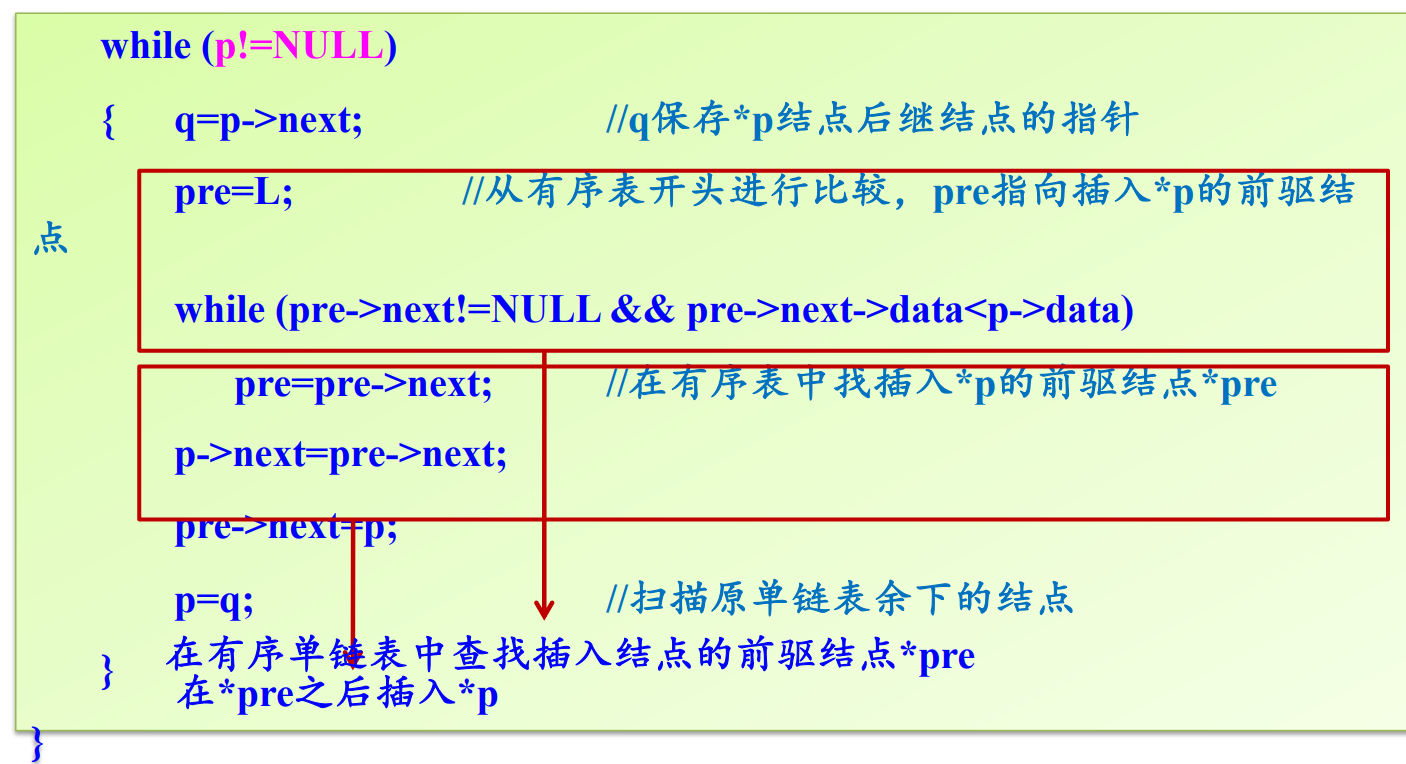 while (p!=NULL)
{ q=p->next; //q保存*p结点后继结点的指针
pre=L; //从有序表开头进行比较，pre指向插入*p的前驱结
点
while (pre->next!=NULL && pre->next->data<p->data)
pre=pre->next; //在有序表中找插入*p的前驱结点*pre
p->next=pre->next;
pre->next=p;
p=q; //扫描原单链表余下的结点
在有序单链表中查找插入结点的前驱结点*pre
}
在*pre之后插入*p
}